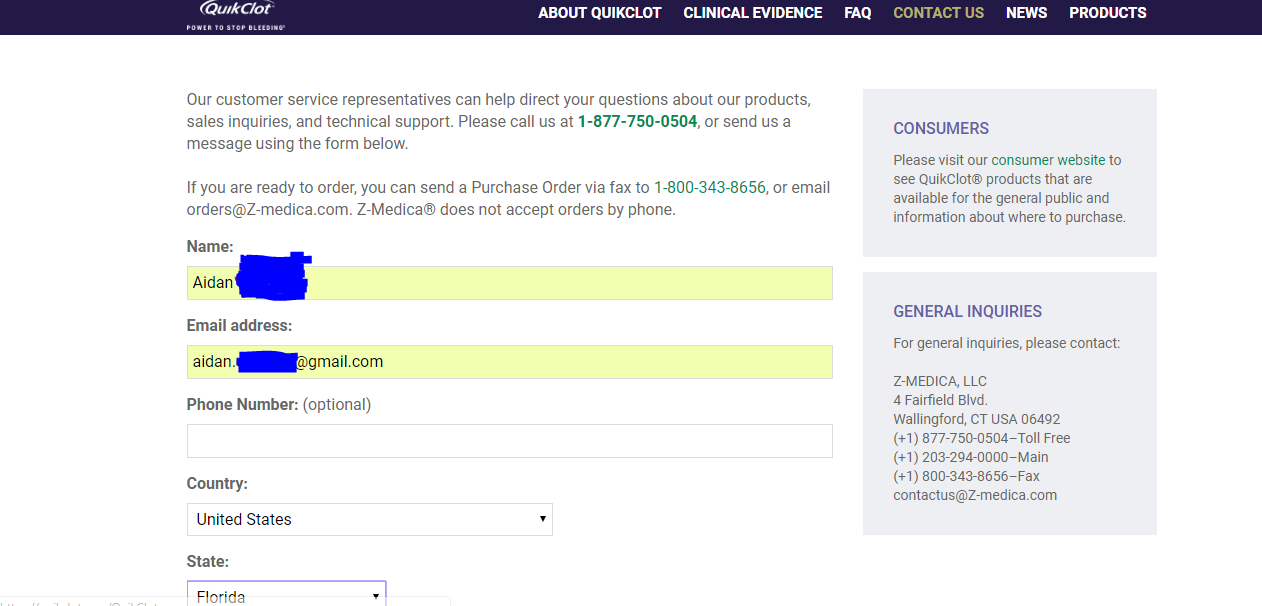 QuikClot
POWER TO STOP BLEEDING®
ABOUT QUIKCLOT CLINICAL EVIDENCE FAQ CONTACT US NEWS PRODUCTS
Our customer service representatives can help direct your questions about our products,
sales inquiries, and technical support. Please call us at 1-877-750-0504, or send us a
message using the form below.
If you are ready to order, you can send a Purchase Order via fax to 1-800-343-8656, or email
orders@Z-medica.com. Z-Medica® does not accept orders by phone.
Name:
Aidan
Email address:
aidan. @gmail.com
Phone Number: (optional)
Country:
United States
State:
Florida
CONSUMERS
Please visit our consumer website to
see QuikClot® products that are
available for the general public and
information about where to purchase.
GENERAL INQUIRIES
For general inquiries, please contact:
Z-MEDICA, LLC
4 Fairfield Blvd.
Wallingford, CT USA 06492
(+1) 877-750-0504–Toll Free
(+1) 203-294-0000–Main
(+1) 800-343-8656–Fax
contactus@Z-medica.com